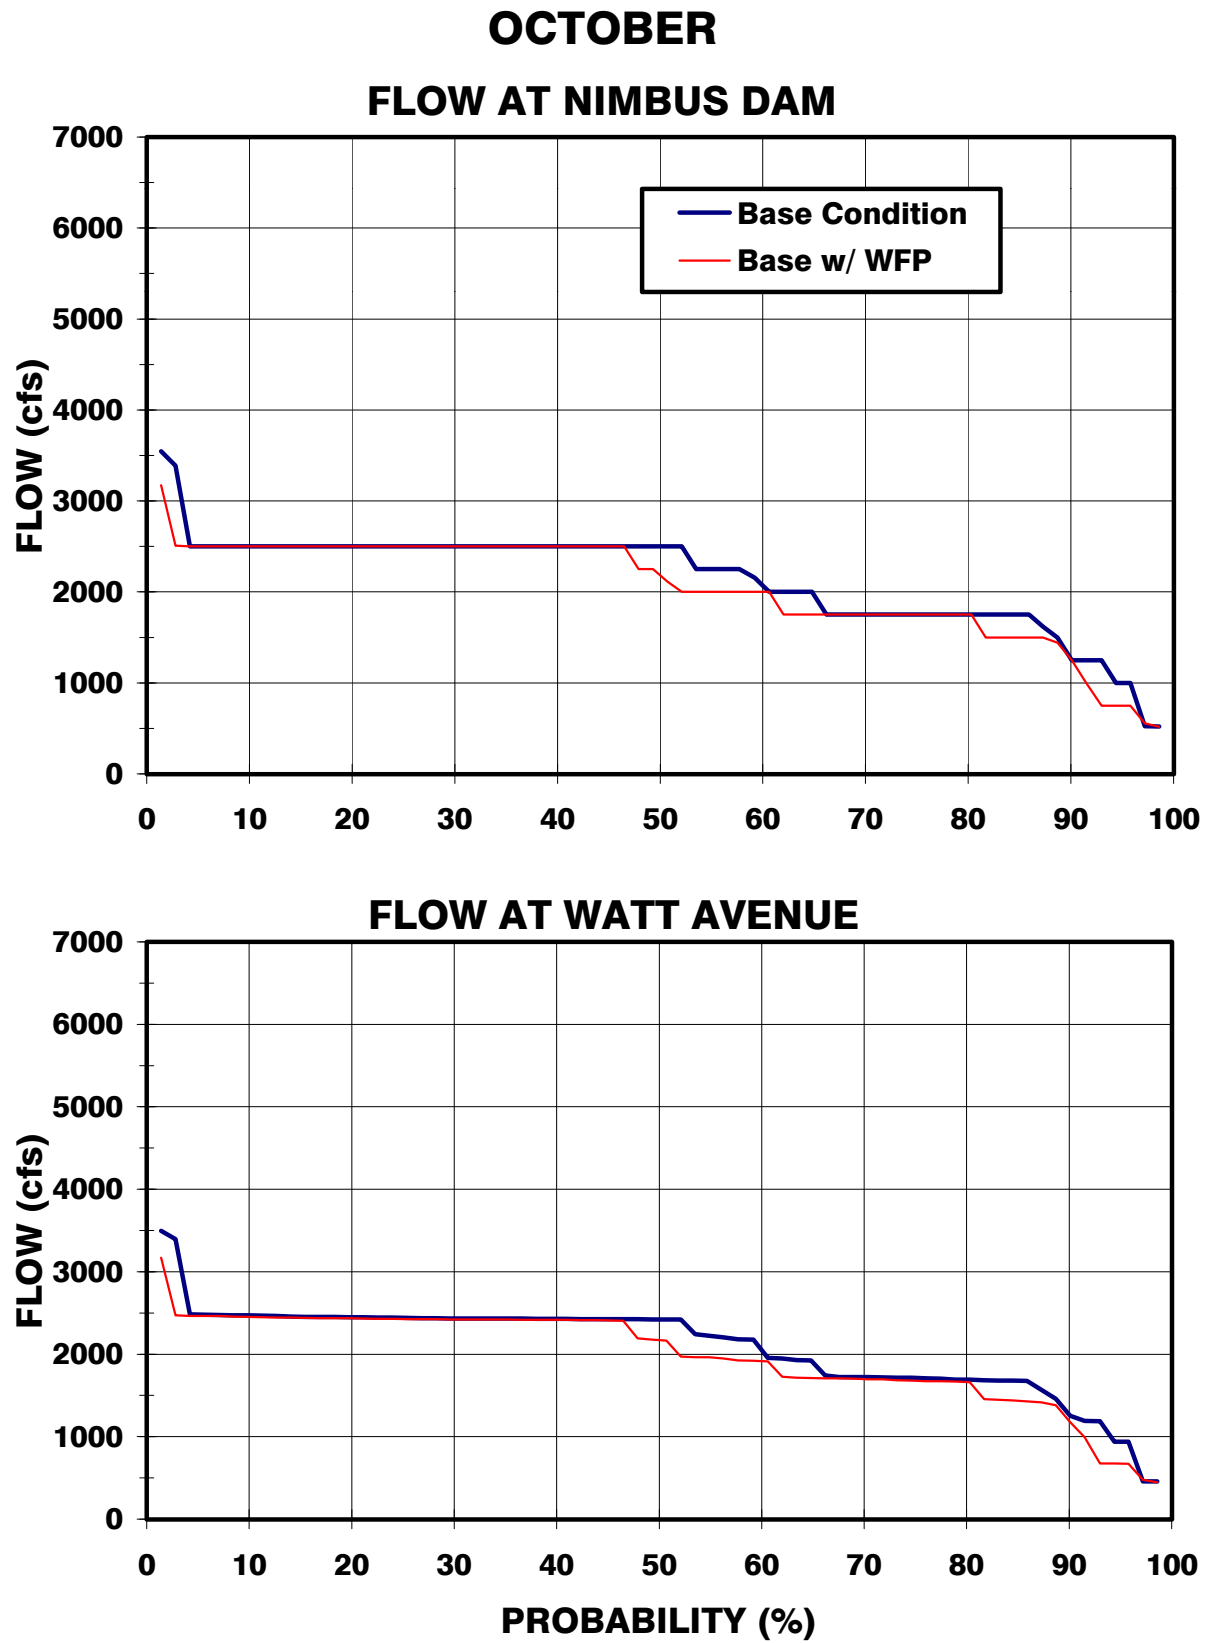 OCTOBER
FLOW AT NIMBUS DAM
7000
6000
5000
4000
3000
2000
1000
0
FLOW (cfs)
Base Condition
Base w/ WFP
0 10 20 30 40 50 60 70 80 90 100
FLOW AT WATT AVENUE
7000
6000
5000
4000
3000
2000
1000
0
FLOW (cfs)
0 10 20 30 40 50 60 70 80 90 100
PROBABILITY (%)